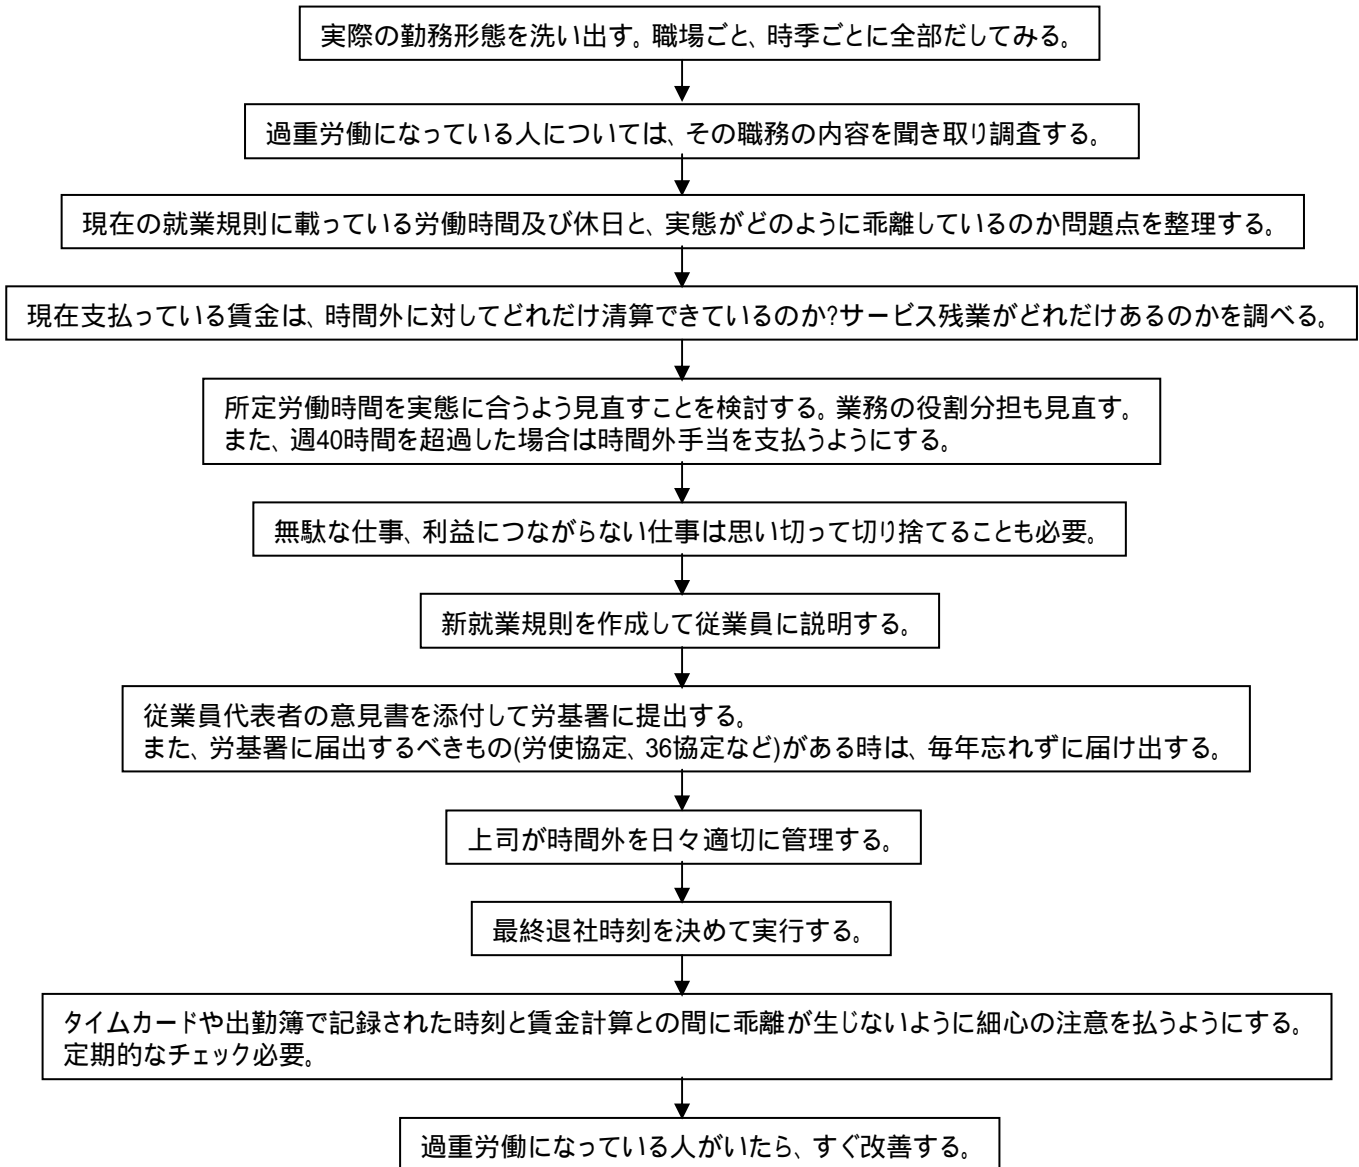 実際の勤務形態を洗い出す。職場ごと、時季ごとに全部だしてみる。
過重労働になっている人については、その職務の内容を聞き取り調査する。
現在の就業規則に載っている労働時間及び休日と、実態がどのように乖離しているのか問題点を整理する。
現在支払っている賃金は、時間外に対してどれだけ清算できているのか?サービス残業がどれだけあるのかを調べる。
所定労働時間を実態に合うよう見直すことを検討する。業務の役割分担も見直す。
また、週40時間を超過した場合は時間外手当を支払うようにする。
無駄な仕事、利益につながらない仕事は思い切って切り捨てることも必要。
新就業規則を作成して従業員に説明する。
従業員代表者の意見書を添付して労基署に提出する。
また、労基署に届出するべきもの(労使協定、36協定など)がある時は、毎年忘れずに届け出する。
上司が時間外を日々適切に管理する。
最終退社時刻を決めて実行する。
タイムカードや出勤簿で記録された時刻と賃金計算との間に乖離が生じないように細心の注意を払うようにする。
定期的なチェック必要。
過重労働になっている人がいたら、すぐ改善する。